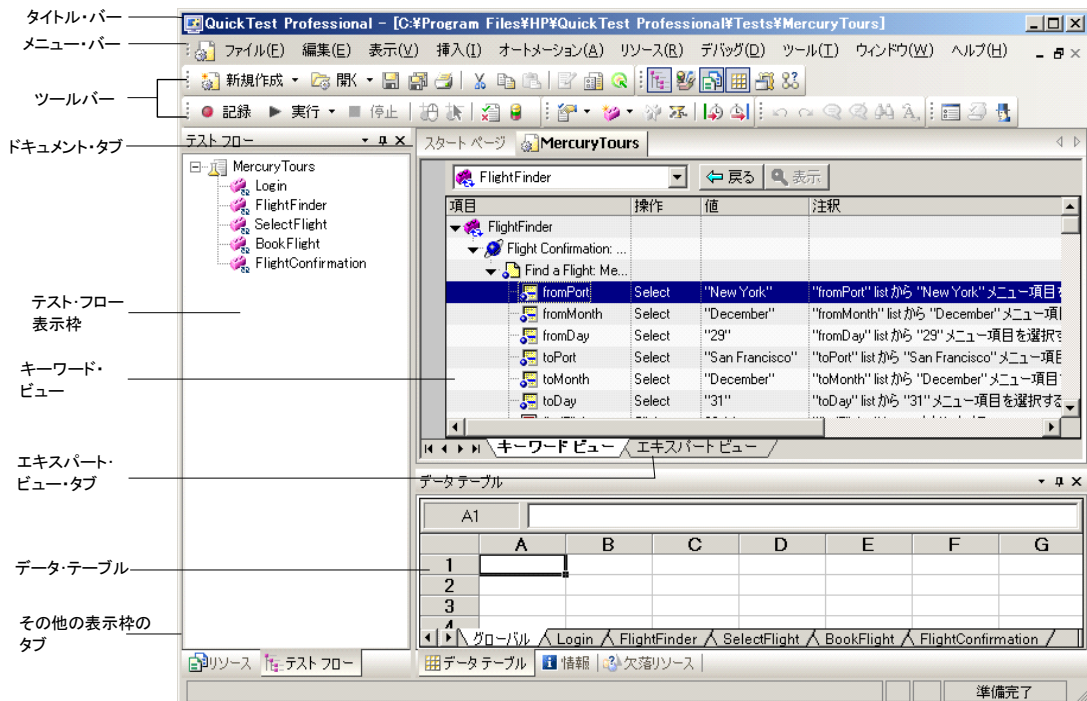 タイトル・バー
メニュー・バー
ツールバー
ドキュメント・タブ
テスト・フロー
表示枠
キーワード・
ビュー
エキスパート・
ビュー・タブ
データ・テーブル
その他の表示枠の
タブ
QuickTest Professional - [C:¥Program Files¥HP¥QuickTest Professional¥Tests¥MercuryTours]
ファイル(F) 編集(E) 表示(V) 挿入(I) オートメーション(A) リソース(R) デバッグ(D) ツール(T) ウィンドウ(W) ヘルプ(H)
新規作成 開く
記録 実行 停止
テスト フロー
MercuryTours
Login
FlightFinder
SelectFlight
BookFlight
FlightConfirmation
リソース テスト フロー
スタート ページ MercuryTours
FlightFinder 戻る 表示
項目 操作 値 注釈
FlightFinder
Flight Confirmation: ...
Find a Flight: Me...
fromPort Select "New York" "fromPort" list から "New York" メニュー項目
fromMonth Select "December" "fromMonth" list から "December" メニュー項
fromDay Select "29" "fromDay" list から "29" メニュー項目を選択す
toPort Select "San Francisco" "toPort" list から "San Francisco" メニュー項目
toMonth Select "December" "toMonth" list から "December" メニュー項目
toDay Select "31" "toDay" list から "31" メニュー項目を選択する
キーワード ビュー エキスパート ビュー
データ テーブル
A1
A B C D E F G
1
2
3
4
グローバル Login FlightFinder SelectFlight BookFlight FlightConfirmation
データ テーブル 情報 欠落リソース
準備完了